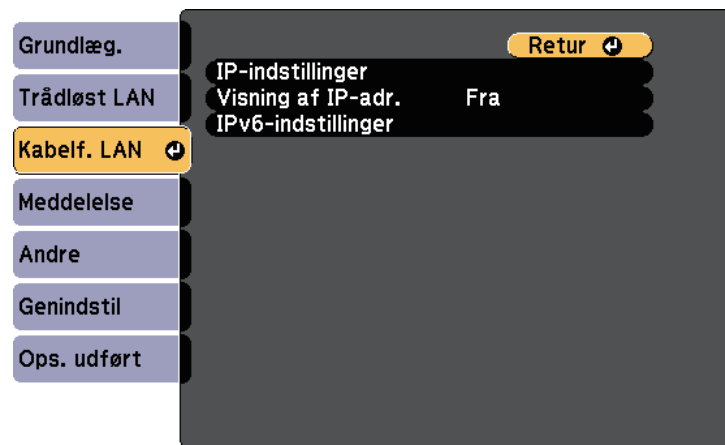 Grundlæg.
Trådløst LAN
Kabelf. LAN
Meddelelse
Andre
Genindstil
Ops. udført
Retur
IP-indstillinger
Visning af IP-adr. Fra
IPv6-indstillinger